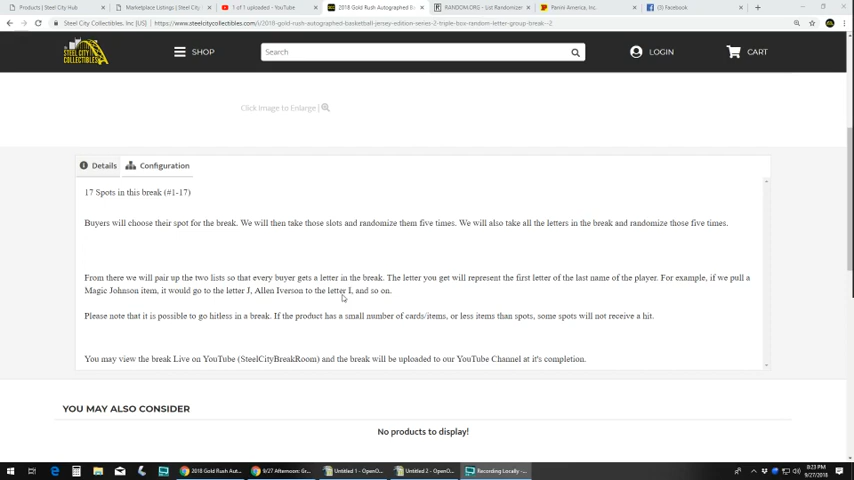 Products | Steel City Hub
Marketplace Listings | Steel City
1 of 1 uploaded - YouTube
2018 Gold Rush Autographed B
RANDOM.ORG - List Randomizer
Panini America, Inc.
(3) Facebook
Steel City Collectibles, Inc [US] | https://www.steelcitycollectibles.com/i/2018-gold-rush-autographed-basketball-jersey-edition-series-2-triple-box-random-letter-group-break--2
STEEL CITY
COLLECTIBLES
SHOP
Search
LOGIN
CART
Click Image to Enlarge |
Details
Configuration
17 Spots in this break (#1-17)
Buyers will choose their spot for the break. We will then take those slots and randomize them five times. We will also take all the letters in the break and randomize those five times.
From there we will pair up the two lists so that every buyer gets a letter in the break. The letter you get will represent the first letter of the last name of the player. For example, if we pull a
Magic Johnson item, it would go to the letter J, Allen Iverson to the letter I, and so on.
Please note that it is possible to go hitless in a break. If the product has a small number of cards/items, or less items than spots, some spots will not receive a hit.
You may view the break Live on YouTube (SteelCityBreakRoom) and the break will be uploaded to our YouTube Channel at it's completion.
YOU MAY ALSO CONSIDER
No products to display!
2018 Gold Rush Aut...
9/27 Afternoon: Gr...
Untitled 1 - OpenO...
Untitled 2 - OpenO...
Recording Locally -...
8:23 PM
9/27/2018